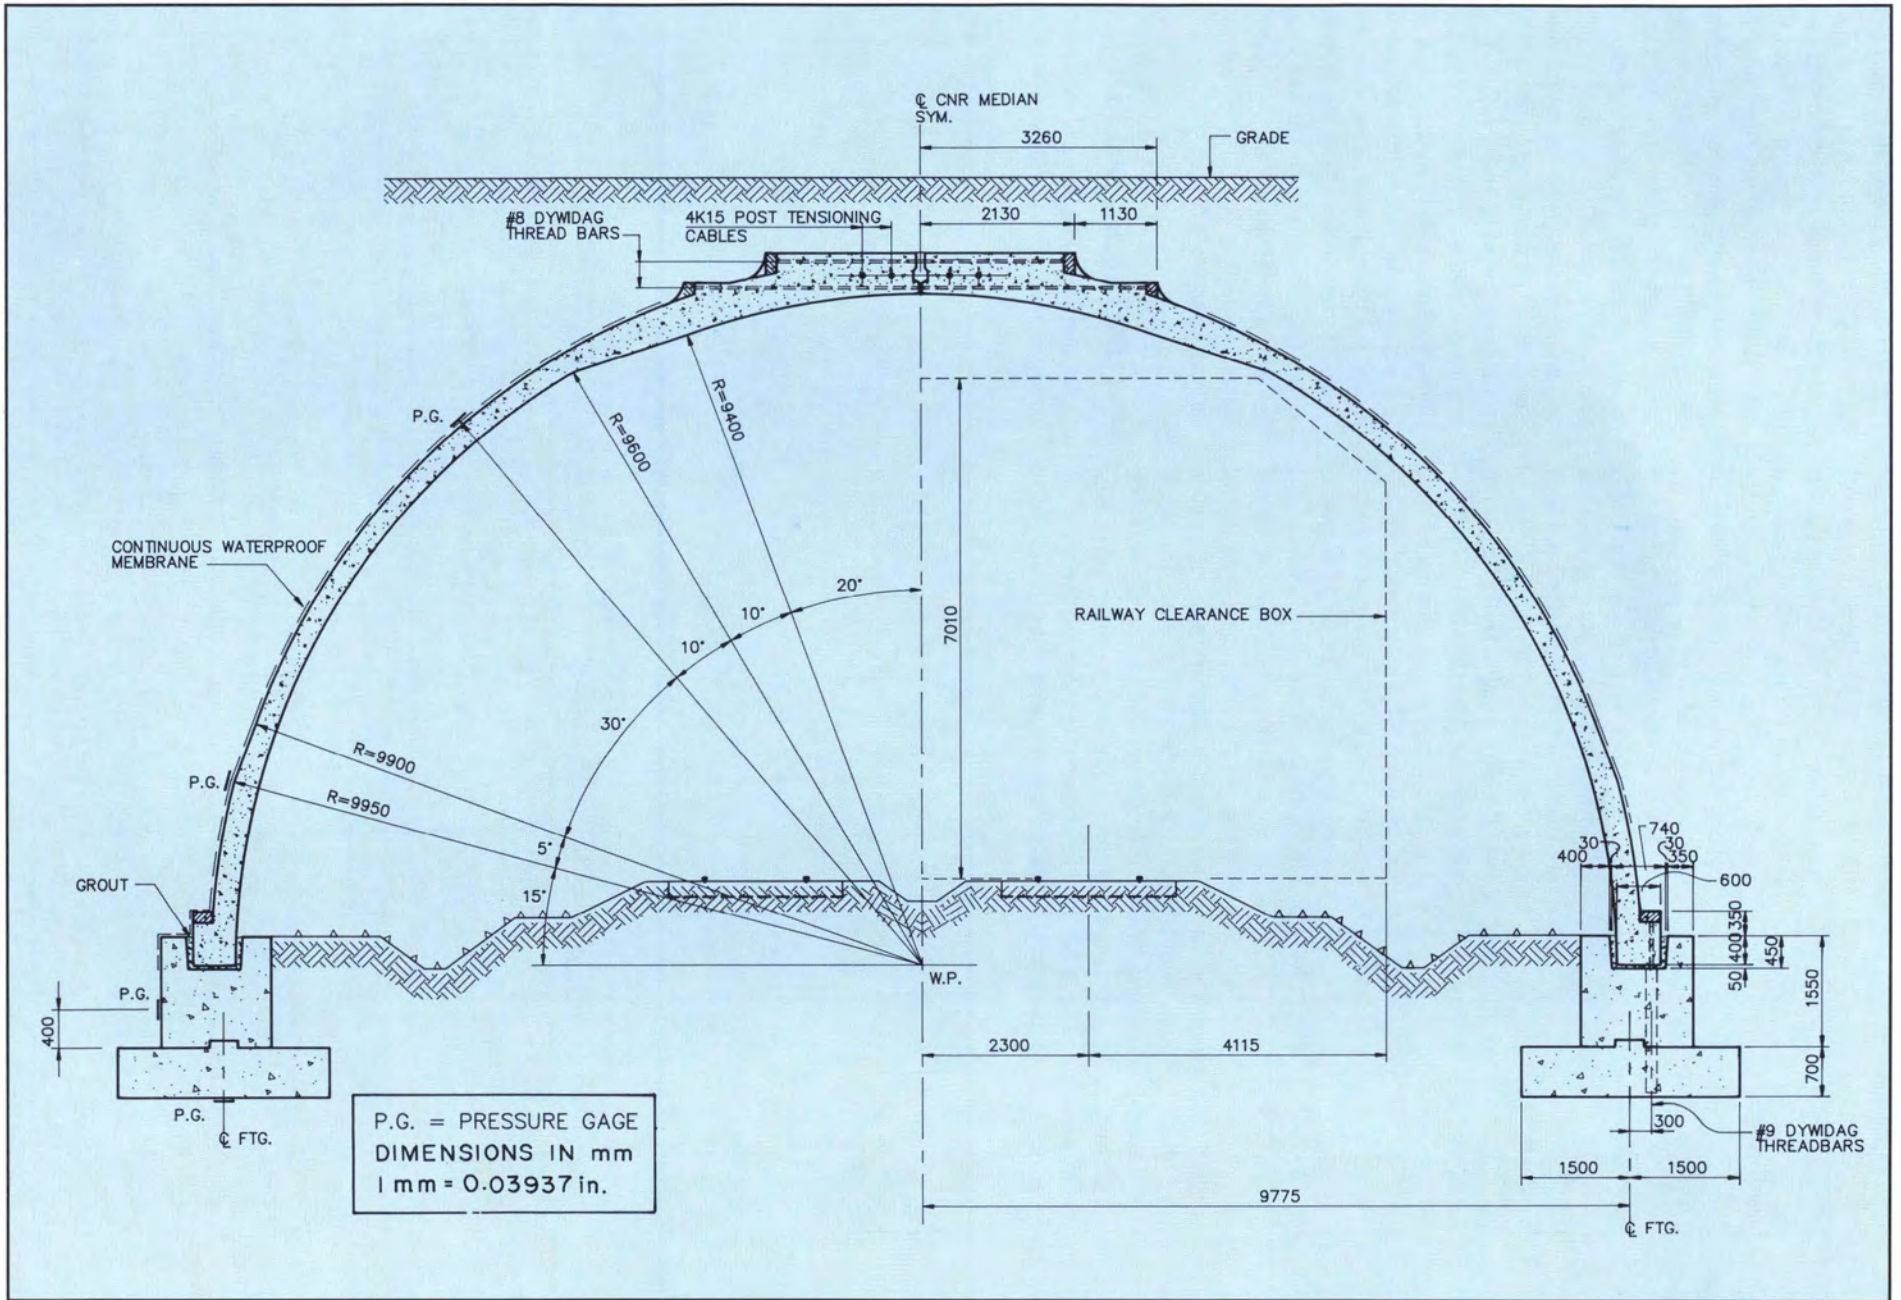 ℄ CNR MEDIAN
SYM.
3260
GRADE
#8 DYWIDAG
THREAD BARS
4K15 POST TENSIONING
CABLES
2130
1130
P.G.
R=9600
R=9400
CONTINUOUS WATERPROOF
MEMBRANE
20°
10°
10°
30°
5°
15°
7010
RAILWAY CLEARANCE BOX
R=9900
P.G.
R=9950
GROUT
740
30
30
400
350
600
350
400
450
50
1550
700
W.P.
P.G.
400
2300
4115
P.G.
℄ FTG.
P.G. = PRESSURE GAGE
DIMENSIONS IN mm
1 mm = 0.03937 in.
300
#9 DYWIDAG
THREADBARS
1500
1500
9775
℄ FTG.